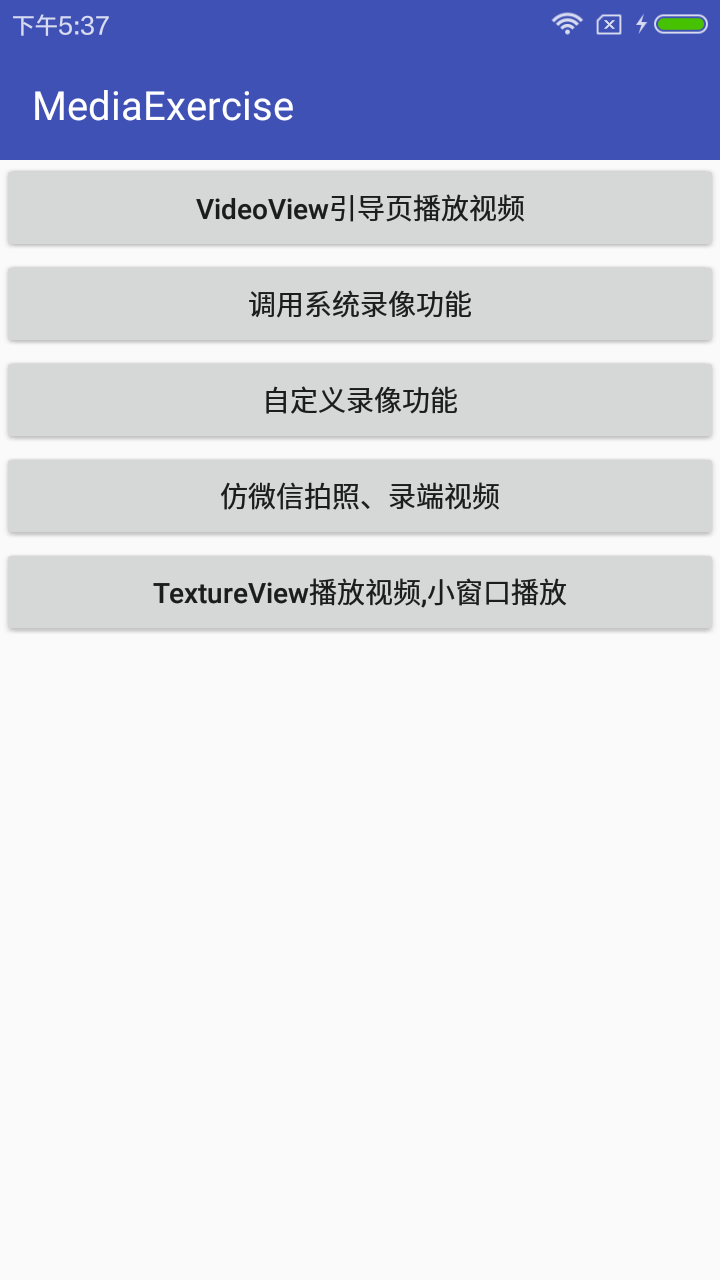 下午5:37
MediaExercise
VideoView引导页播放视频
调用系统录像功能
自定义录像功能
仿微信拍照、录端视频
TextureView播放视频,小窗口播放